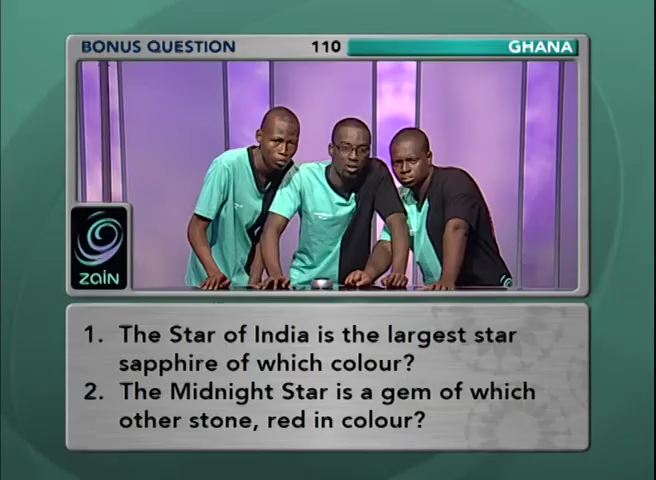 BONUS QUESTION 110 GHANA
zain
1. The Star of India is the largest star
sapphire of which colour?
2. The Midnight Star is a gem of which
other stone, red in colour?